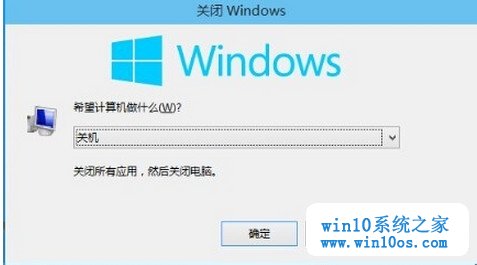 关闭 Windows
Windows
希望计算机做什么(W)?
关机
关闭所有应用，然后关闭电脑。
确定
win10系统之家
www.win10os.com